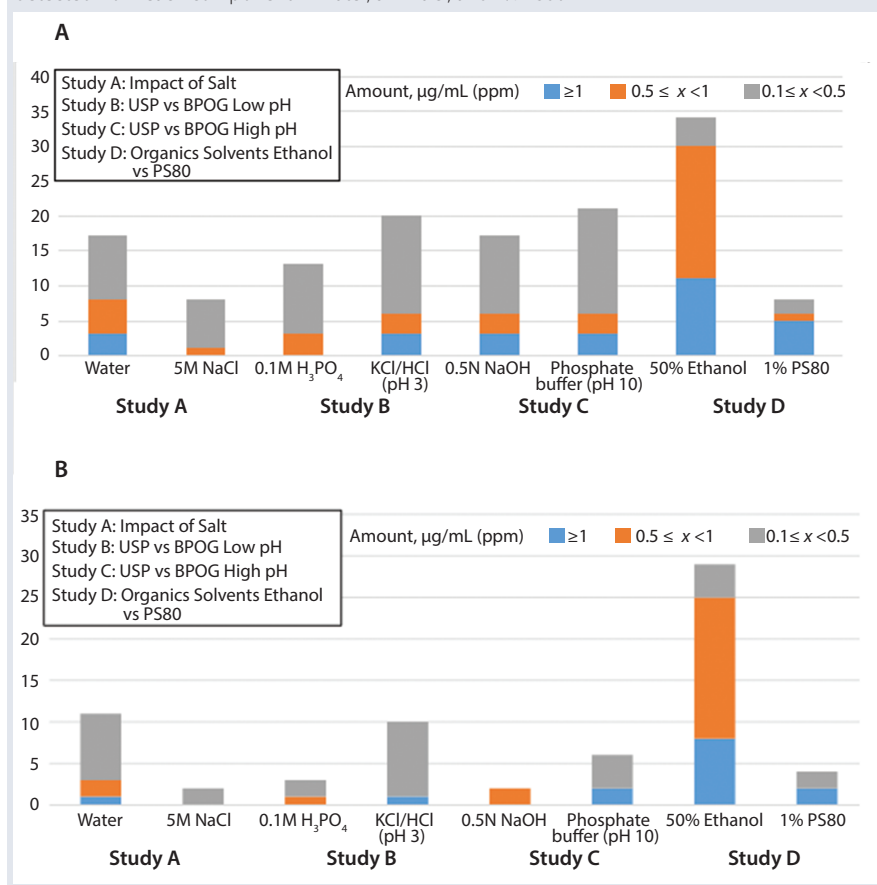 A
Study A: Impact of Salt
Study B: USP vs BPOG Low pH
Study C: USP vs BPOG High pH
Study D: Organics Solvents Ethanol
vs PS80
Amount, µg/mL (ppm) ≥1 0.5 ≤ x <1 0.1≤ x <0.5
40
35
30
25
20
15
10
5
0
Water 5M NaCl 0.1M H₃PO₄ KCl/HCl 0.5N NaOH Phosphate 50% Ethanol 1% PS80
(pH 3) buffer (pH 10)
Study A Study B Study C Study D
B
Study A: Impact of Salt
Study B: USP vs BPOG Low pH
Study C: USP vs BPOG High pH
Study D: Organics Solvents Ethanol
vs PS80
Amount, µg/mL (ppm) ≥1 0.5 ≤ x <1 0.1≤ x <0.5
35
30
25
20
15
10
5
0
Water 5M NaCl 0.1M H₃PO₄ KCl/HCl 0.5N NaOH Phosphate 50% Ethanol 1% PS80
(pH 3) buffer (pH 10)
Study A Study B Study C Study D